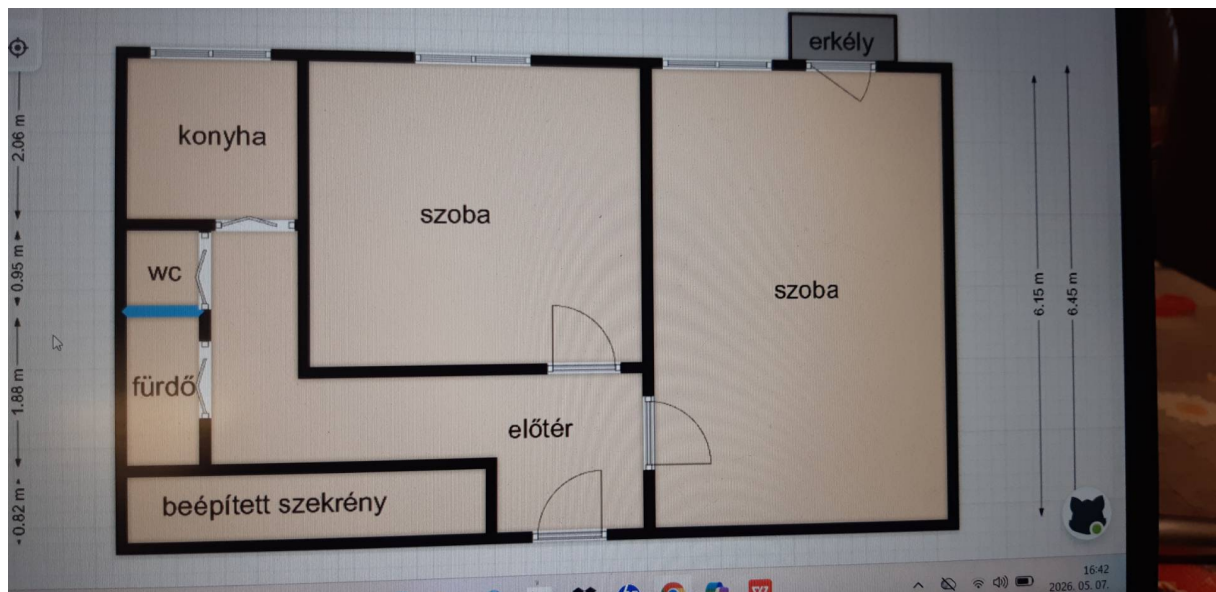 erkély
konyha
szoba
wc
szoba
fürdő
előtér
beépített szekrény
2.06 m
0.95 m
1.88 m
0.82 m
6.15 m
6.45 m
16:42
2026. 05. 07.